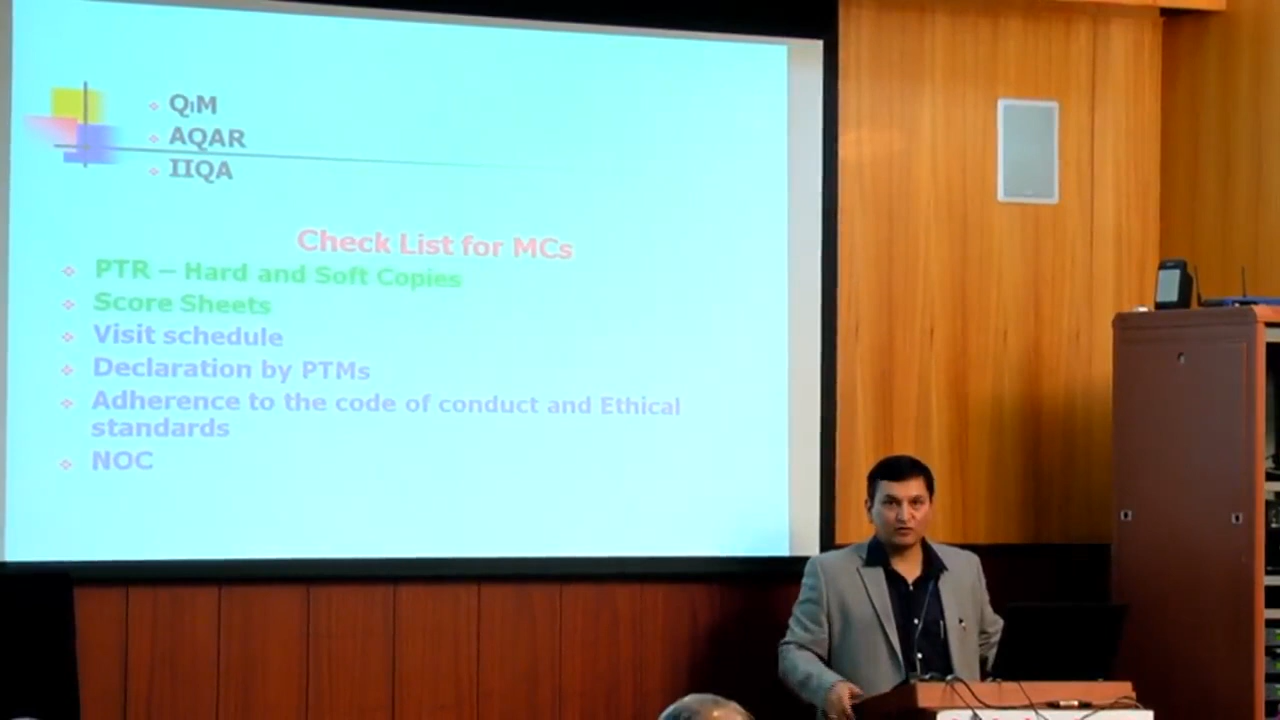 QlM
AQAR
IIQA
Check List for MCs
PTR – Hard and Soft Copies
Score Sheets
Visit schedule
Declaration by PTMs
Adherence to the code of conduct and Ethical
standards
NOC